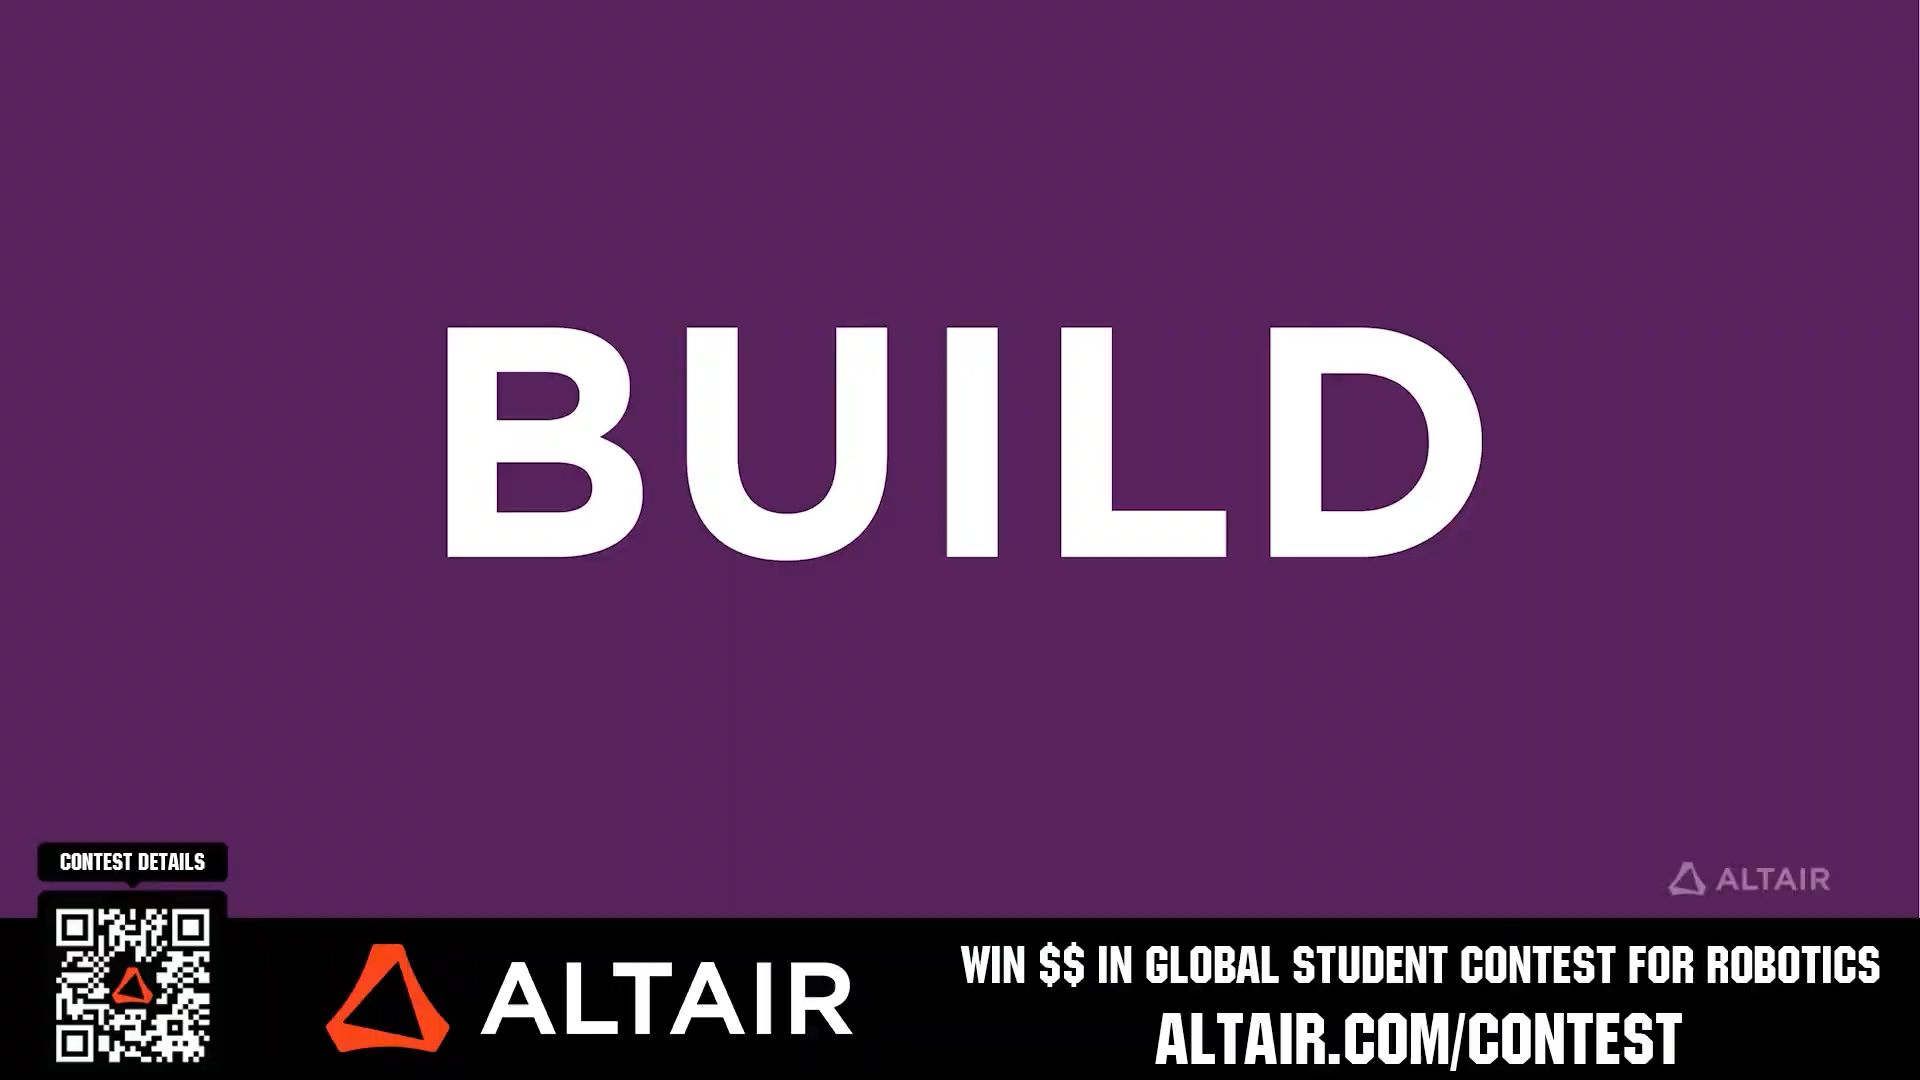 BUILD
CONTEST DETAILS
ALTAIR
ALTAIR
WIN $$ IN GLOBAL STUDENT CONTEST FOR ROBOTICS
ALTAIR.COM/CONTEST